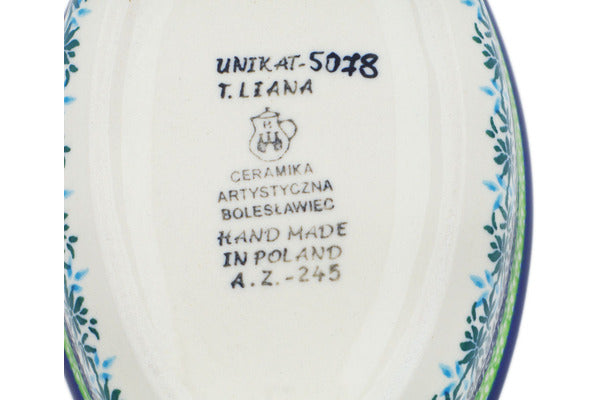 UNIKAT-5078
T. LIANA
CERAMIKA
ARTYSTYCZNA
BOLESŁAWIEC
HAND MADE
IN POLAND
A.Z.-245